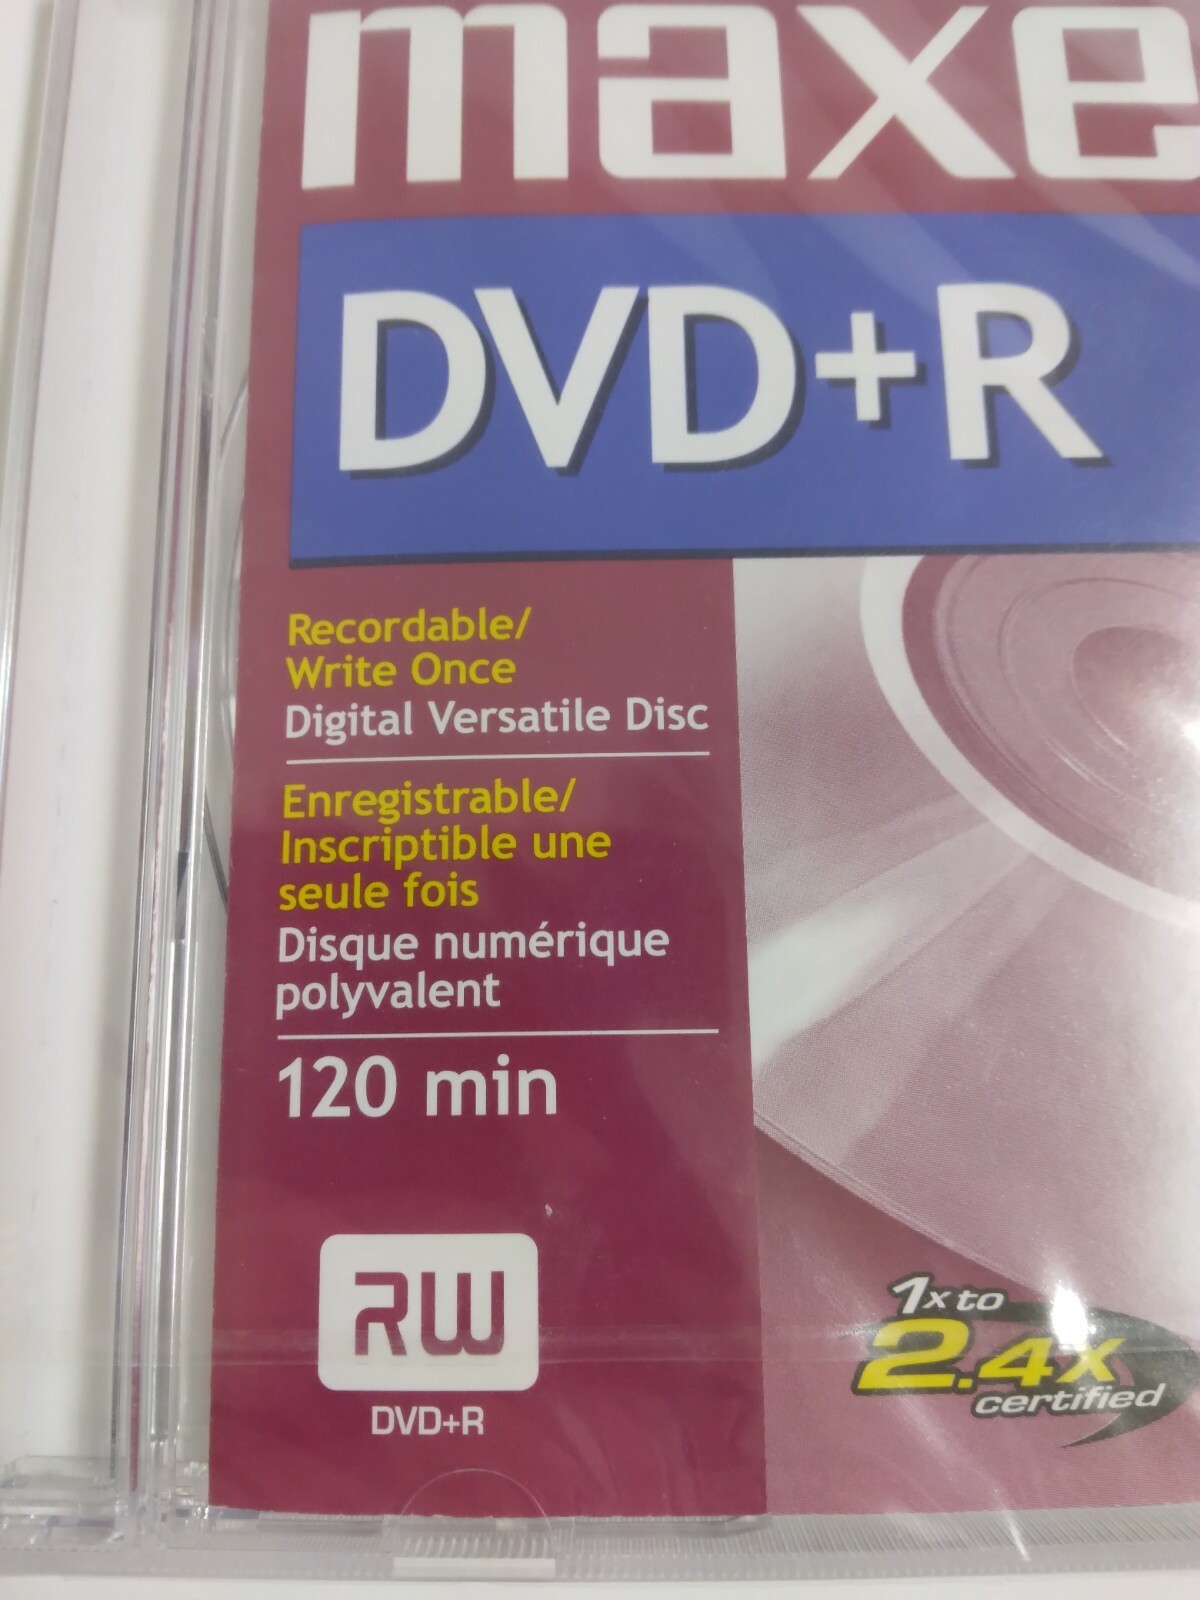 maxe
DVD+R
Recordable/
Write Once
Digital Versatile Disc
Enregistrable/
Inscriptible une
seule fois
Disque numérique
polyvalent
120 min
RW
DVD+R
1x to
2.4x
certified